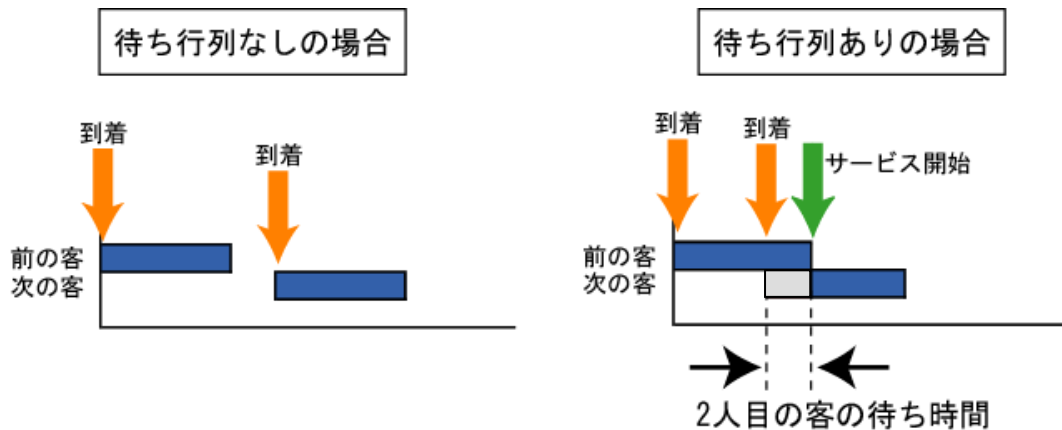 待ち行列なしの場合
到着
到着
前の客
次の客
待ち行列ありの場合
到着
到着
サービス開始
前の客
次の客
2人目の客の待ち時間